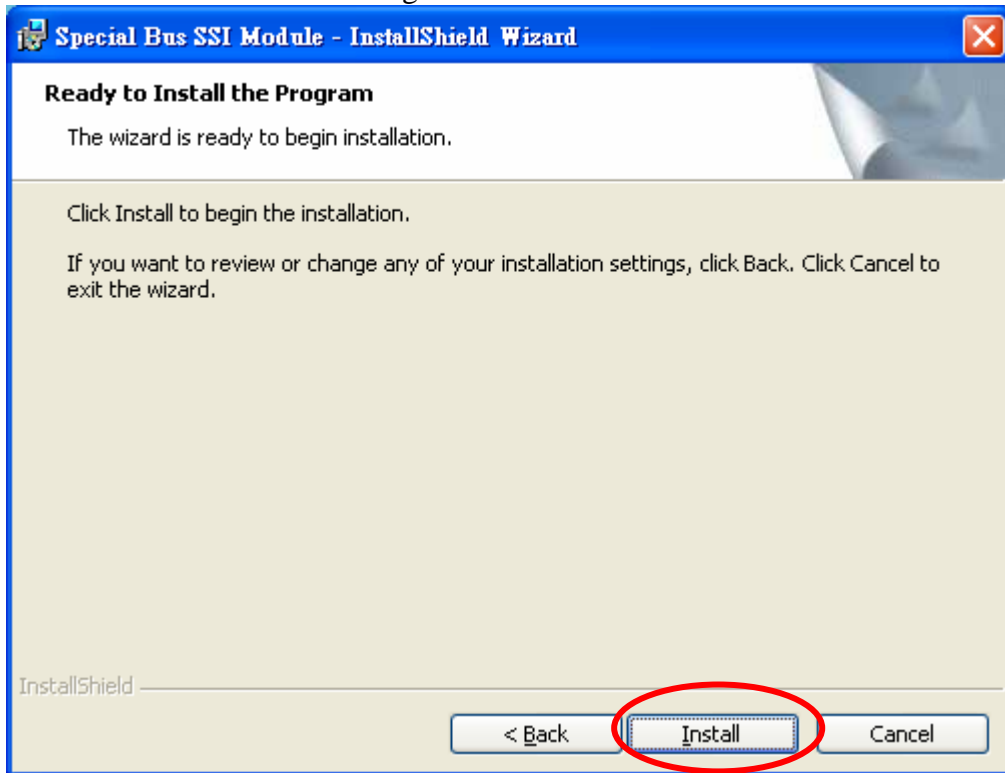 Special Bus SSI Module - InstallShield Wizard
Ready to Install the Program
The wizard is ready to begin installation.
Click Install to begin the installation.
If you want to review or change any of your installation settings, click Back. Click Cancel to
exit the wizard.
InstallShield
< Back Install Cancel